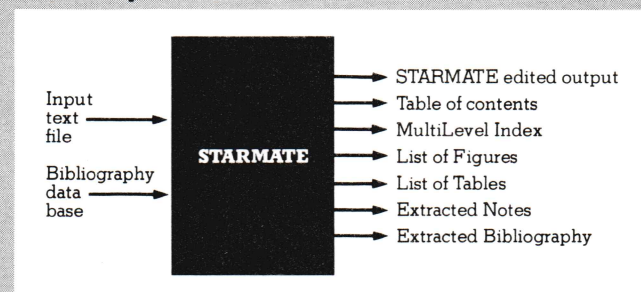 Input
text
file
Bibliography
data
base
STARMATE
STARMATE edited output
Table of contents
MultiLevel Index
List of Figures
List of Tables
Extracted Notes
Extracted Bibliography